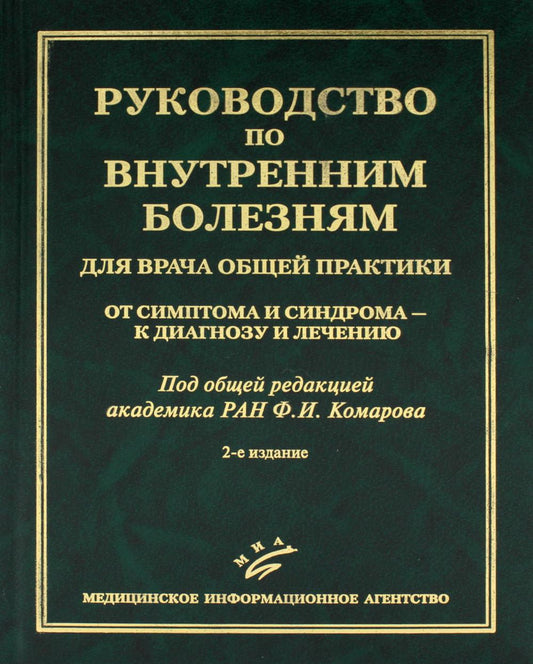 РУКОВОДСТВО
ПО
ВНУТРЕННИМ
БОЛЕЗНЯМ
ДЛЯ ВРАЧА ОБЩЕЙ ПРАКТИКИ
ОТ СИМПТОМА И СИНДРОМА –
К ДИАГНОЗУ И ЛЕЧЕНИЮ
Под общей редакцией
академика РАН Ф.И. Комарова
2-е издание
МИА
МЕДИЦИНСКОЕ ИНФОРМАЦИОННОЕ АГЕНТСТВО